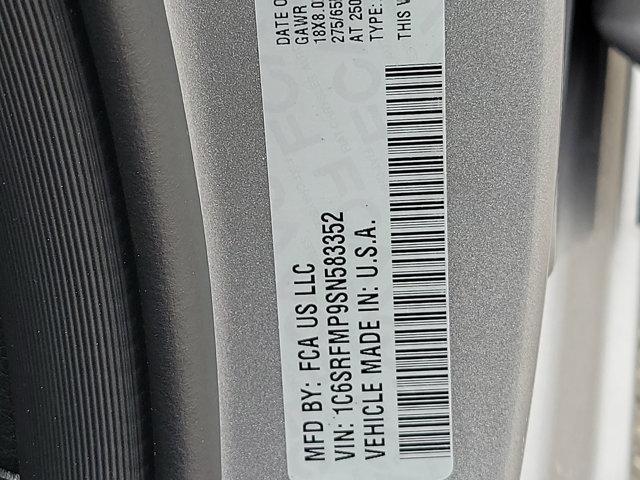 DATE O
GAWR
18X8.0
275/65
AT 250
TYPE:
THIS V
MFD BY: FCA US LLC
VIN: 1C6SRFMP9SN583352
VEHICLE MADE IN: U.S.A.